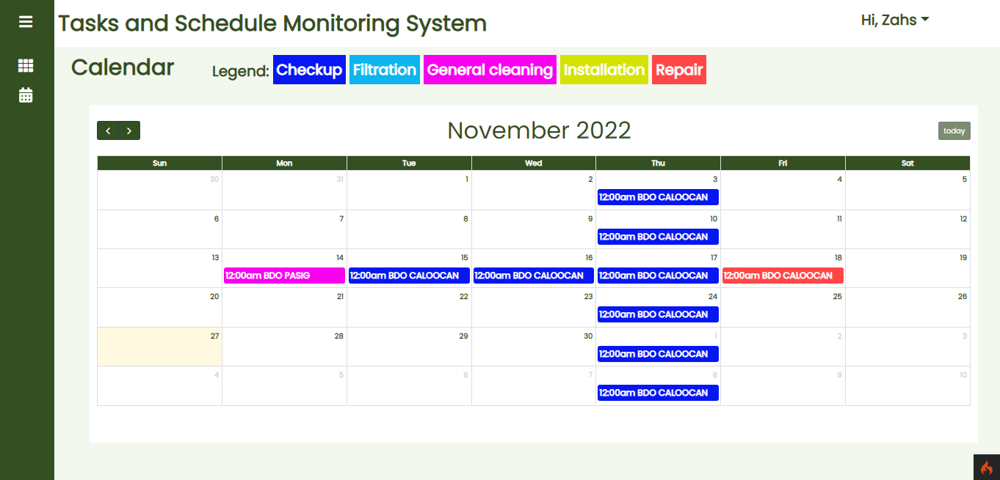 Tasks and Schedule Monitoring System
Hi, Zahs
Calendar
Legend: Checkup Filtration General cleaning Installation Repair
November 2022
today
Sun Mon Tue Wed Thu Fri Sat
30 31 1 2 3 4 5
12:00am BDO CALOOCAN
6 7 8 9 10 11 12
12:00am BDO CALOOCAN
13 14 15 16 17 18 19
12:00am BDO PASIG 12:00am BDO CALOOCAN 12:00am BDO CALOOCAN 12:00am BDO CALOOCAN 12:00am BDO CALOOCAN
20 21 22 23 24 25 26
12:00am BDO CALOOCAN
27 28 29 30 1 2 3
12:00am BDO CALOOCAN
4 5 6 7 8 9 10
12:00am BDO CALOOCAN